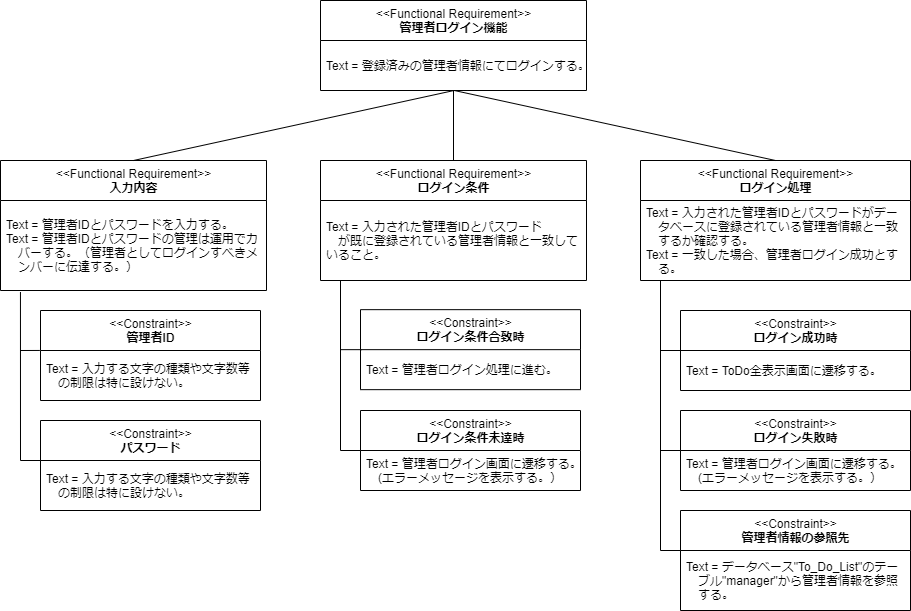 <<Functional Requirement>>
管理者ログイン機能
Text = 登録済みの管理者情報にてログインする。
<<Functional Requirement>>
入力内容
Text = 管理者IDとパスワードを入力する。
Text = 管理者IDとパスワードの管理は運用でカ
バーする。（管理者としてログインすべきメ
ンバーに伝達する。）
<<Constraint>>
管理者ID
Text = 入力する文字の種類や文字数等
の制限は特に設けない。
<<Constraint>>
パスワード
Text = 入力する文字の種類や文字数等
の制限は特に設けない。
<<Functional Requirement>>
ログイン条件
Text = 入力された管理者IDとパスワード
が既に登録されている管理者情報と一致して
いること。
<<Constraint>>
ログイン条件合致時
Text = 管理者ログイン処理に進む。
<<Constraint>>
ログイン条件未達時
Text = 管理者ログイン画面に遷移する。
(エラーメッセージを表示する。）
<<Functional Requirement>>
ログイン処理
Text = 入力された管理者IDとパスワードがデー
タベースに登録されている管理者情報と一致
するか確認する。
Text = 一致した場合、管理者ログイン成功とす
る。
<<Constraint>>
ログイン成功時
Text = ToDo全表示画面に遷移する。
<<Constraint>>
ログイン失敗時
Text = 管理者ログイン画面に遷移する。
(エラーメッセージを表示する。）
<<Constraint>>
管理者情報の参照先
Text = データベース"To_Do_List"のテー
ブル"manager"から管理者情報を参照
する。